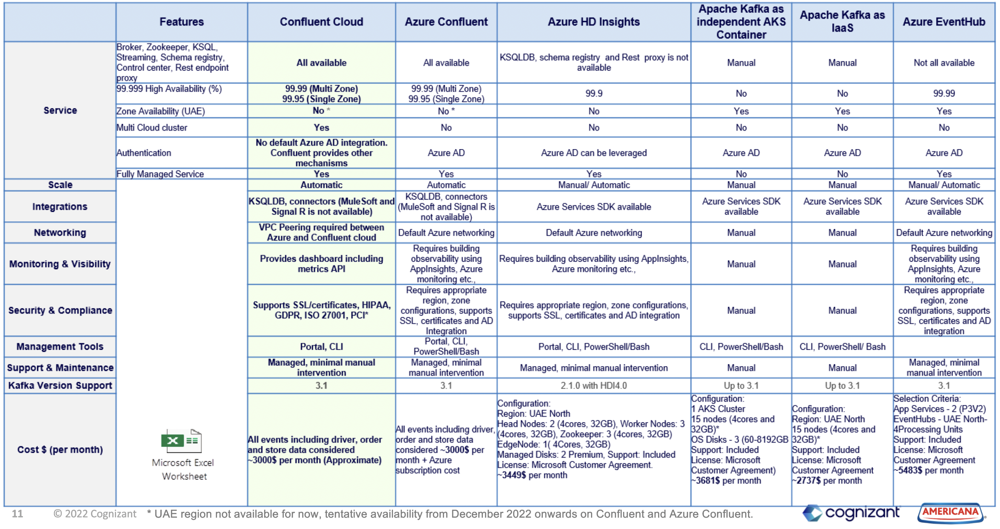 Features
Confluent Cloud
Azure Confluent
Azure HD Insights
Apache Kafka as
independent AKS
Container
Apache Kafka as
IaaS
Azure EventHub
Service
Broker, Zookeeper, KSQL,
Streaming, Schema registry,
Control center, Rest endpoint
proxy
All available
All available
KSQLDB, schema registry and Rest proxy is not
available
Manual
Manual
Not all available
99.999 High Availability (%)
99.99 (Multi Zone)
99.95 (Single Zone)
99.99 (Multi Zone)
99.95 (Single Zone)
99.9
No
No
99.99
Zone Availability (UAE)
No *
No *
No
Yes
Yes
Yes
Multi Cloud cluster
Yes
No
No
No
No
No
Authentication
No default Azure AD integration.
Confluent provides other
mechanisms
Azure AD
Azure AD can be leveraged
Azure AD
Azure AD
Azure AD
Fully Managed Service
Yes
Yes
Yes
No
No
Yes
Scale
Automatic
Automatic
Manual/ Automatic
Manual
Manual
Manual/ Automatic
Integrations
KSQLDB, connectors (MuleSoft and
Signal R is not available)
KSQLDB, connectors
(MuleSoft and Signal R is
not available)
Azure Services SDK available
Azure Services SDK
available
Azure Services SDK
available
Azure Services SDK
available
Networking
VPC Peering required between
Azure and Confluent cloud
Default Azure networking
Default Azure networking
Manual
Manual
Default Azure networking
Monitoring & Visibility
Provides dashboard including
metrics API
Requires building
observability using
AppInsights, Azure
monitoring etc.,
Requires building observability using AppInsights,
Azure monitoring etc.,
Manual
Manual
Requires building
observability using
AppInsights, Azure
monitoring etc.,
Security & Compliance
Supports SSL/certificates, HIPAA,
GDPR, ISO 27001, PCI*
Requires appropriate
region, zone
configurations, supports
SSL, certificates and AD
Integration
Requires appropriate region, zone configurations,
supports SSL, certificates and AD integration
Manual
Manual
Requires appropriate
region, zone
configurations, supports
SSL, certificates and AD
integration
Management Tools
Portal, CLI
Portal, CLI,
PowerShell/Bash
Portal, CLI, PowerShell/Bash
CLI, PowerShell/Bash
CLI, PowerShell/ Bash
Support & Maintenance
Managed, minimal manual
intervention
Managed, minimal
manual intervention
Managed, minimal manual intervention
Manual
Manual
Managed, minimal
manual intervention
Kafka Version Support
3.1
3.1
2.1.0 with HDI4.0
Up to 3.1
Up to 3.1
3.1
Cost $ (per month)
X
Microsoft Excel
Worksheet
All events including driver, order
and store data considered
~3000$ per month (Approximate)
All events including driver,
order and store data
considered ~3000$ per
month + Azure
subscription cost
Configuration:
Region: UAE North
Head Nodes: 2 (4cores, 32GB), Worker Nodes: 3
(4cores, 32GB), Zookeeper: 3 (4cores, 32GB)
EdgeNode: 1( 4Cores, 32GB)
Managed Disks: 2 Premium, Support: Included
License: Microsoft Customer Agreement.
~3449$ per month
Configuration:
1 AKS Cluster
15 nodes (4cores and
32GB)*
OS Disks - 3 (60-8192GB
Support: Included
License: Microsoft
Customer Agreement)
~3681$ per month
Configuration:
Region: UAE North
15 nodes (4cores and
32GB)*
Support: Included
License: Microsoft
Customer Agreement
~2737$ per month
Selection Criteria:
App Services - 2 (P3V2)
EventHubs - UAE North-
4Processing Units
Support: Included
License: Microsoft
Customer Agreement
~5483$ per month
11
© 2022 Cognizant
* UAE region not available for now, tentative availability from December 2022 onwards on Confluent and Azure Confluent.
cognizant
AMERICANA